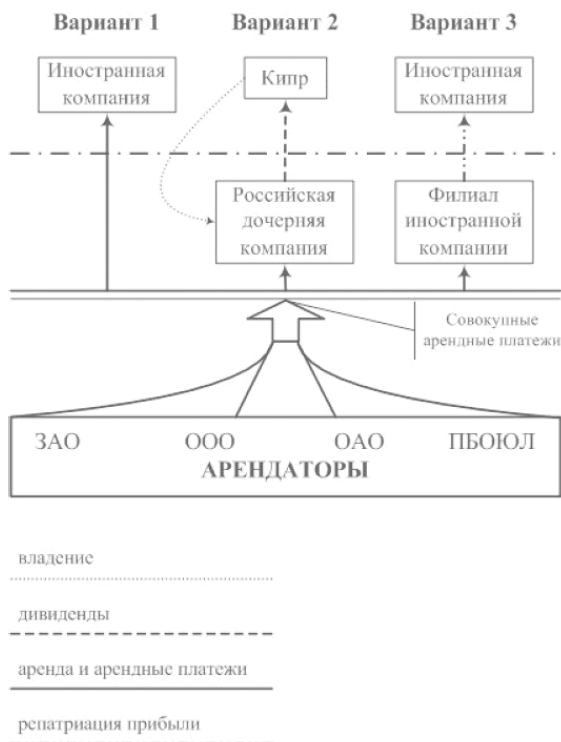 Вариант 1 Вариант 2 Вариант 3
Иностранная
компания
Кипр
Иностранная
компания
Российская
дочерняя
компания
Филиал
иностранной
компании
Совокупные
арендные платежи
ЗАО ООО ОАО ПБОЮЛ
АРЕНДАТОРЫ
владение
дивиденды
аренда и арендные платежи
репатриация прибыли